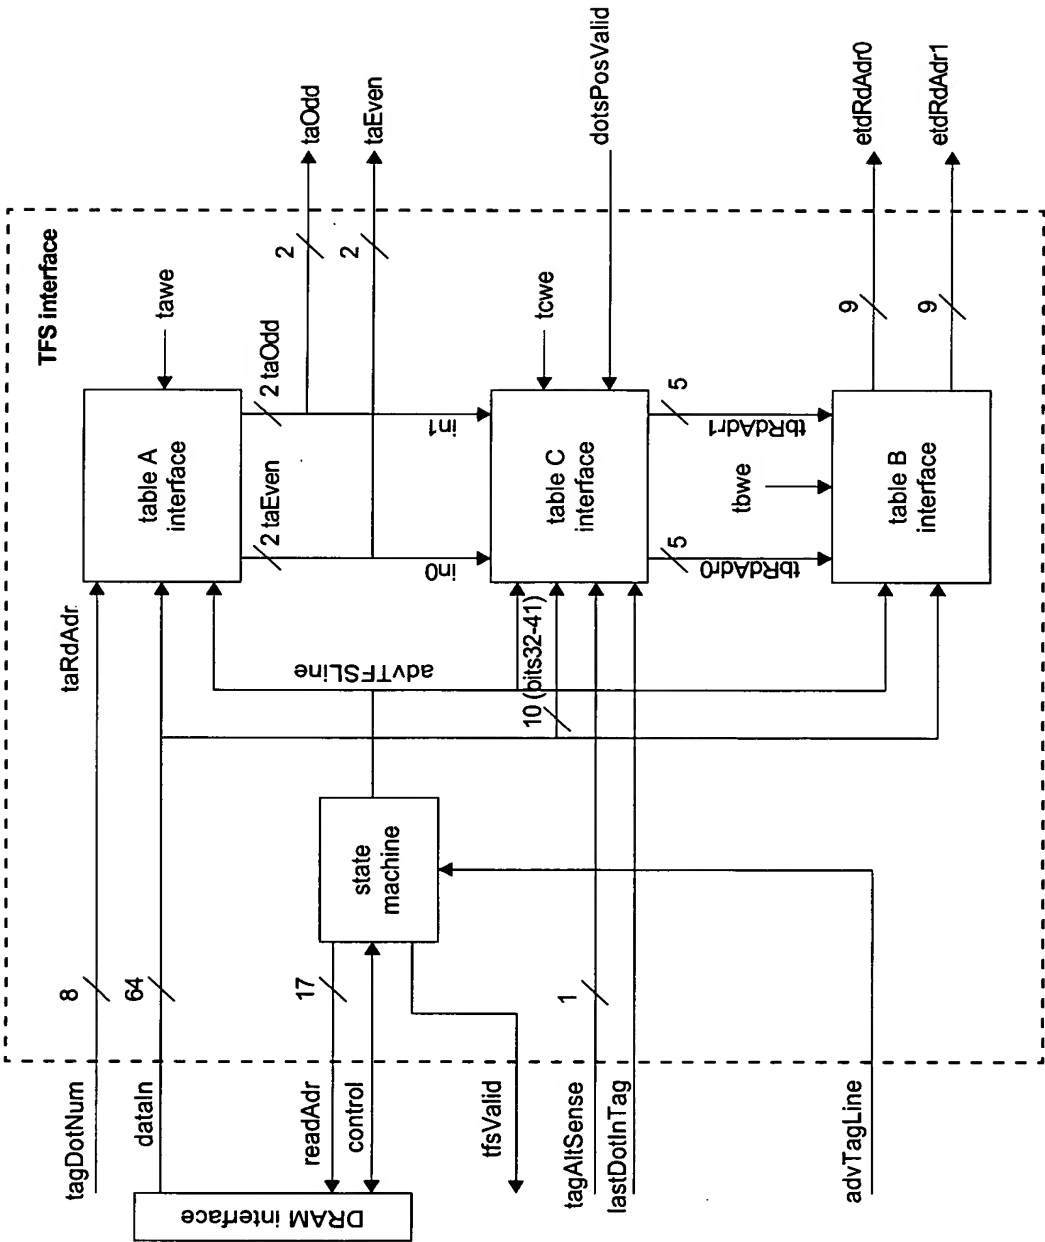 TFS interface
tagDotNum
8
taRdAdr
dataIn
64
table A
interface
tawe
2 taEven
2 taOdd
2
taOdd
2
taEven
DRAM interface
readAdr
17
control
state
machine
advTFSLine
tfsValid
in0
in1
10 (bits32-41)
table C
interface
tcwe
dotsPosValid
tagAltSense
1
lastDotInTag
5
tbRdAdr0
5
tbRdAdr1
tbwe
advTagLine
table B
interface
9
etdRdAdr0
9
etdRdAdr1